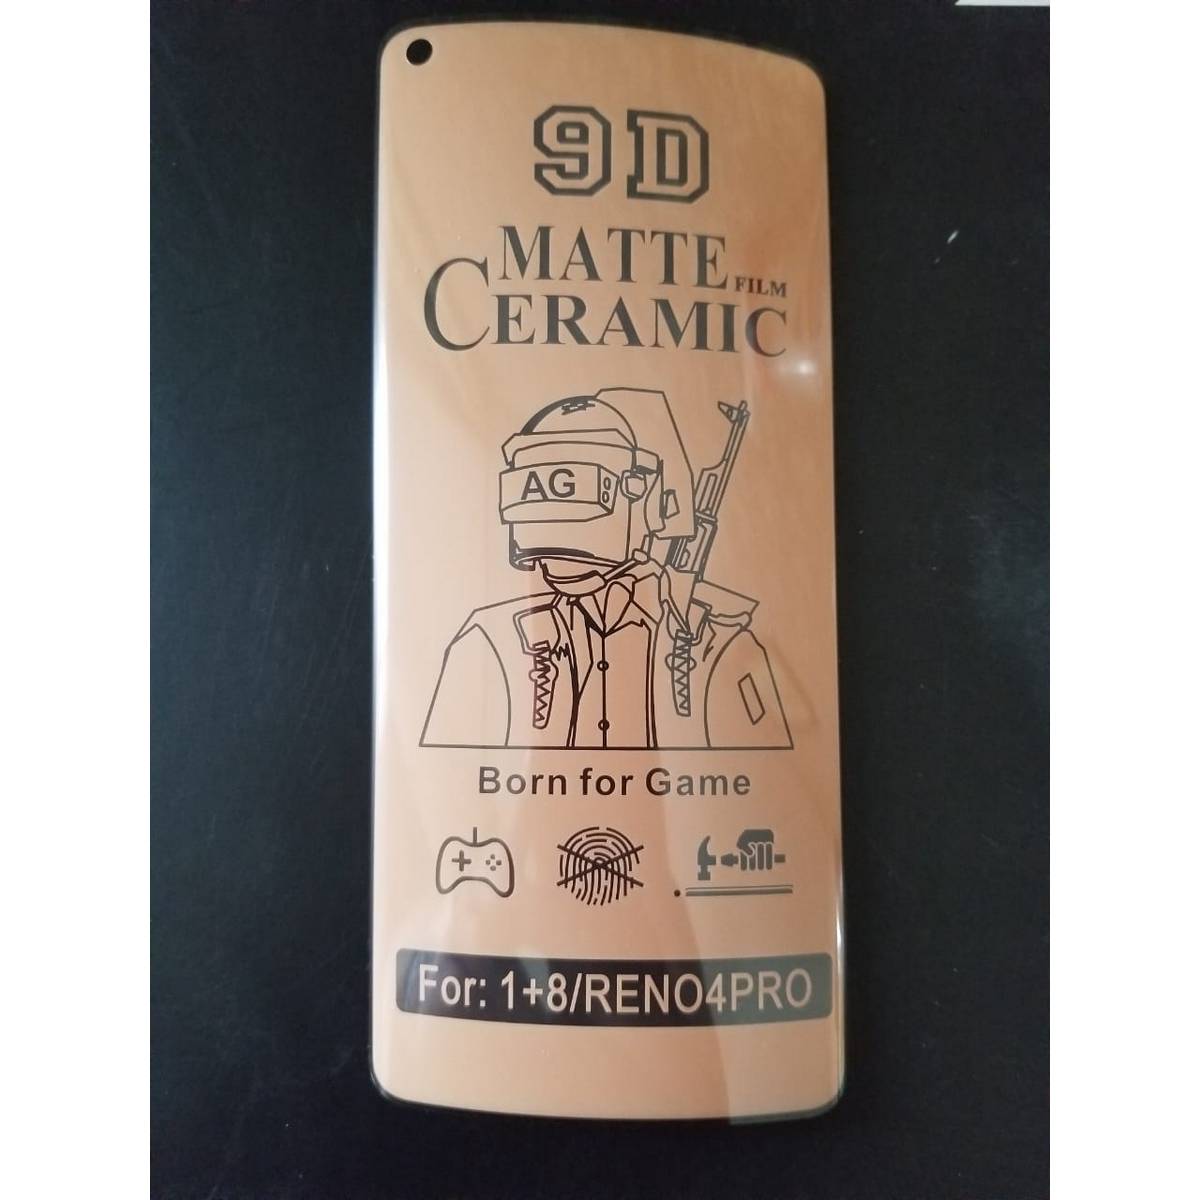 9D
MATTE
CERAMIC FILM
AG
Born for Game
For: 1+8/RENO4PRO